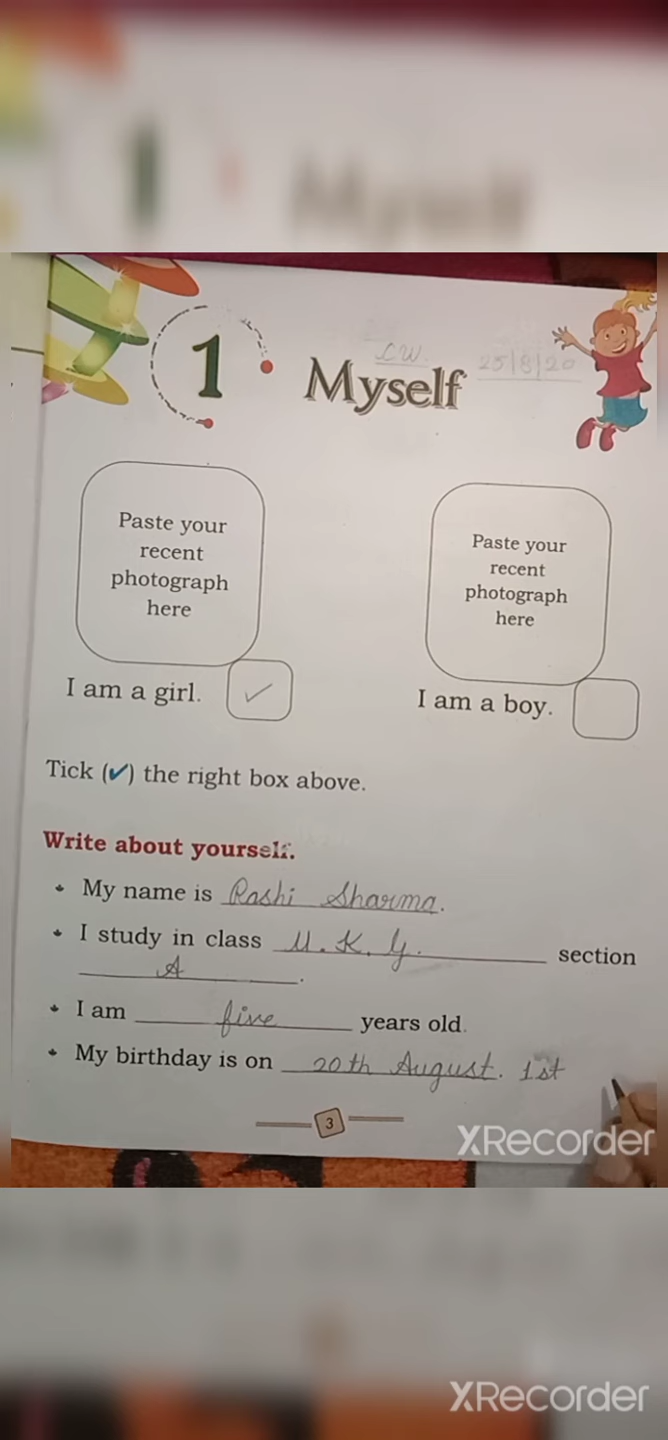 1
Myself
CW.
25/8/20
Paste your
recent
photograph
here
Paste your
recent
photograph
here
I am a girl. ✓
I am a boy.
Tick (✔) the right box above.
Write about yourself.
My name is Rashi Sharma.
I study in class U.K.G. section
A .
I am five years old.
My birthday is on 20th August. 1st
3
XRecorder
XRecorder